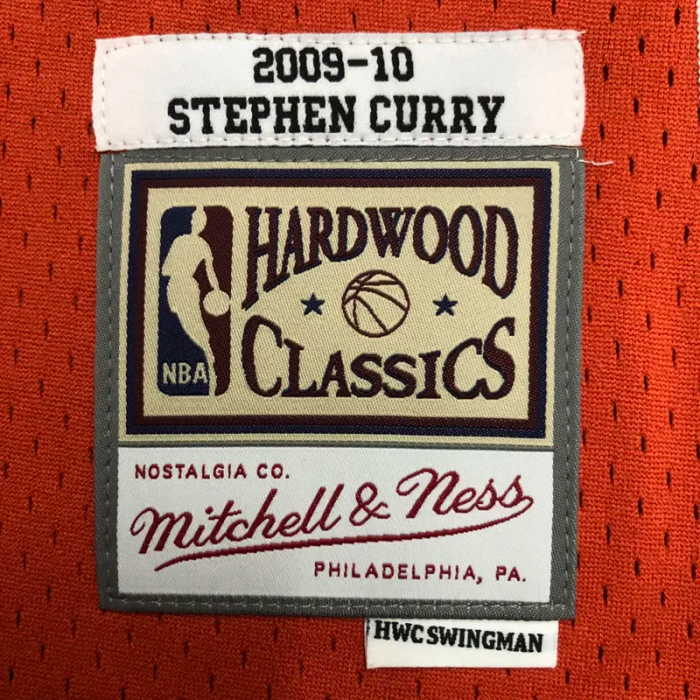 2009-10
STEPHEN CURRY
HARDWOOD
CLASSICS
NBA
NOSTALGIA CO.
Mitchell & Ness
PHILADELPHIA, PA.
HWC SWINGMAN